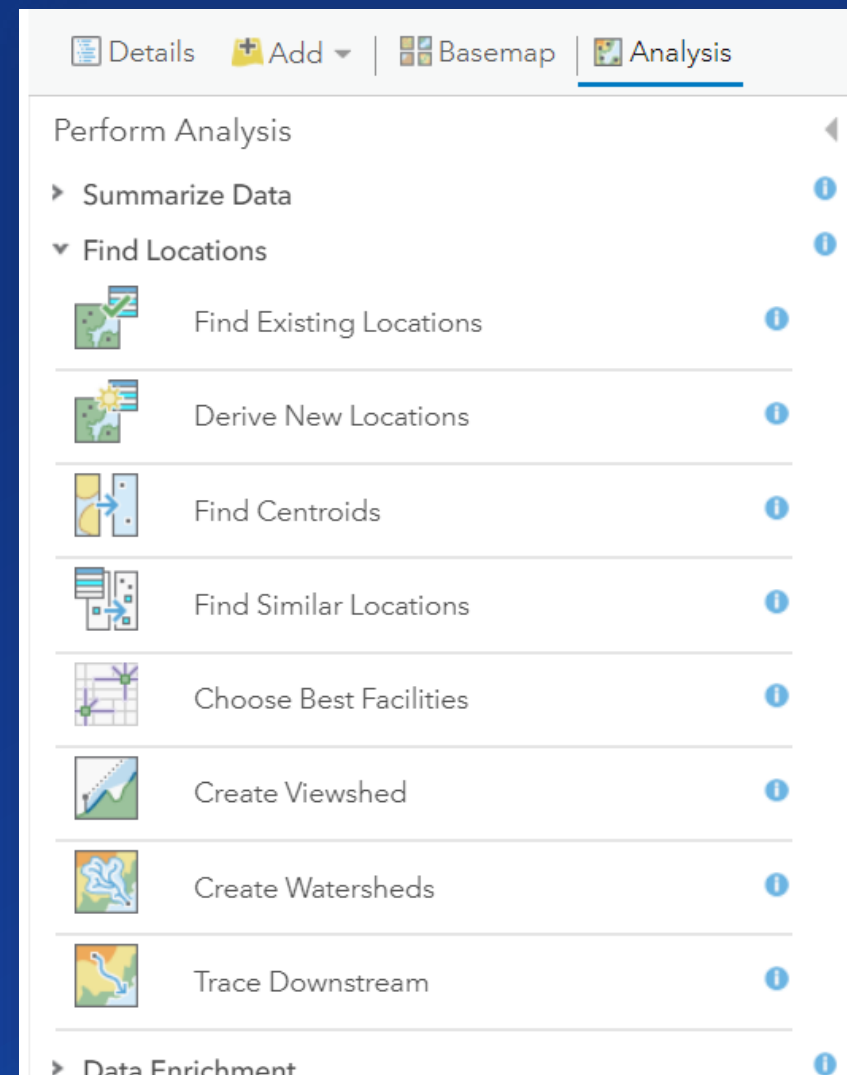 Details Add Basemap Analysis
Perform Analysis
Summarize Data
Find Locations
Find Existing Locations
Derive New Locations
Find Centroids
Find Similar Locations
Choose Best Facilities
Create Viewshed
Create Watersheds
Trace Downstream
Data Enrichment